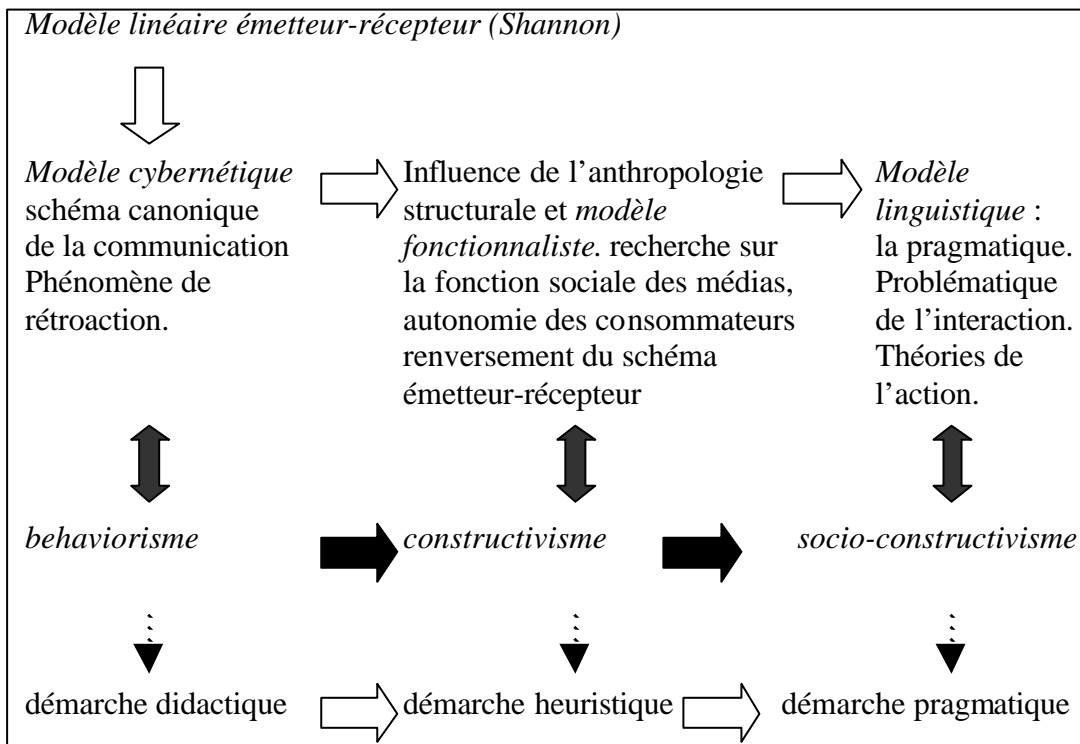 Modèle linéaire émetteur-récepteur (Shannon)
Modèle cybernétique
schéma canonique
de la communication
Phénomène de
rétroaction.
Influence de l’anthropologie
structurale et modèle
fonctionnaliste. recherche sur
la fonction sociale des médias,
autonomie des consommateurs
renversement du schéma
émetteur-récepteur
Modèle
linguistique :
la pragmatique.
Problématique
de l’interaction.
Théories de
l’action.
behaviorisme
constructivisme
socio-constructivisme
démarche didactique
démarche heuristique
démarche pragmatique